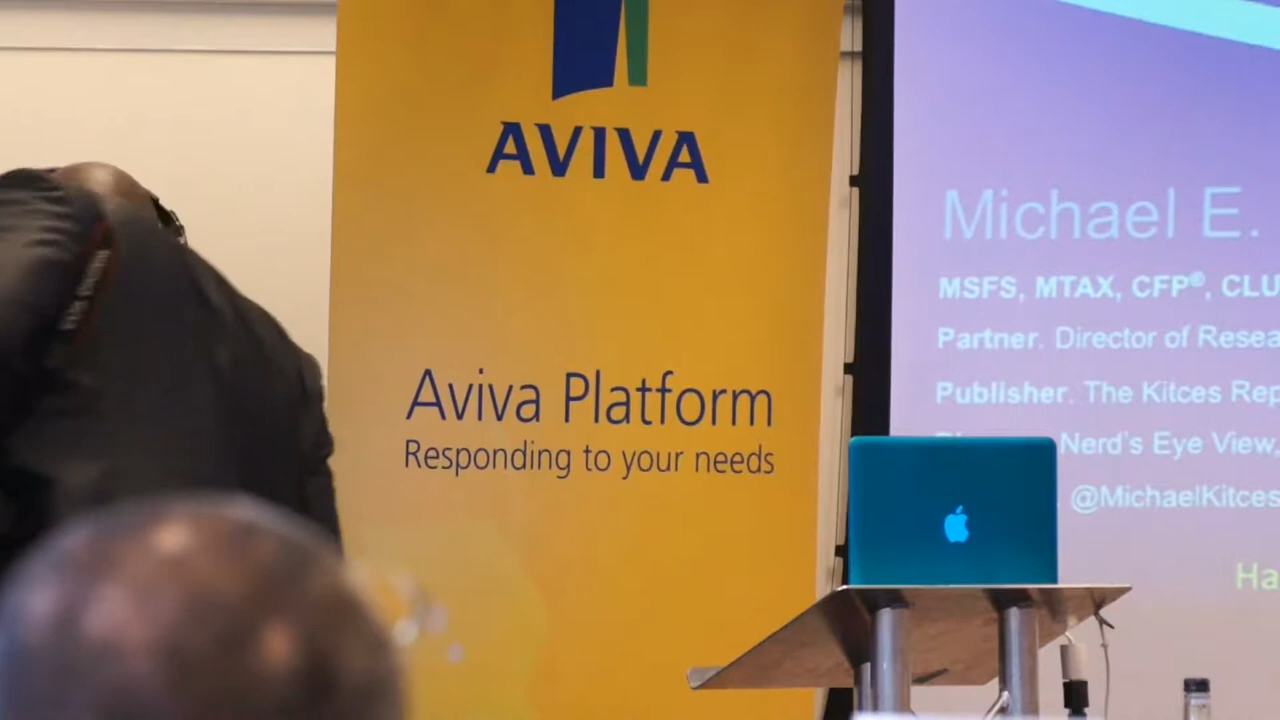 AVIVA
Aviva Platform
Responding to your needs
Michael E.
MSFS, MTAX, CFP®, CLU
Partner. Director of Resea
Publisher. The Kitces Rep
Nerd's Eye View,
@MichaelKitces
Ha